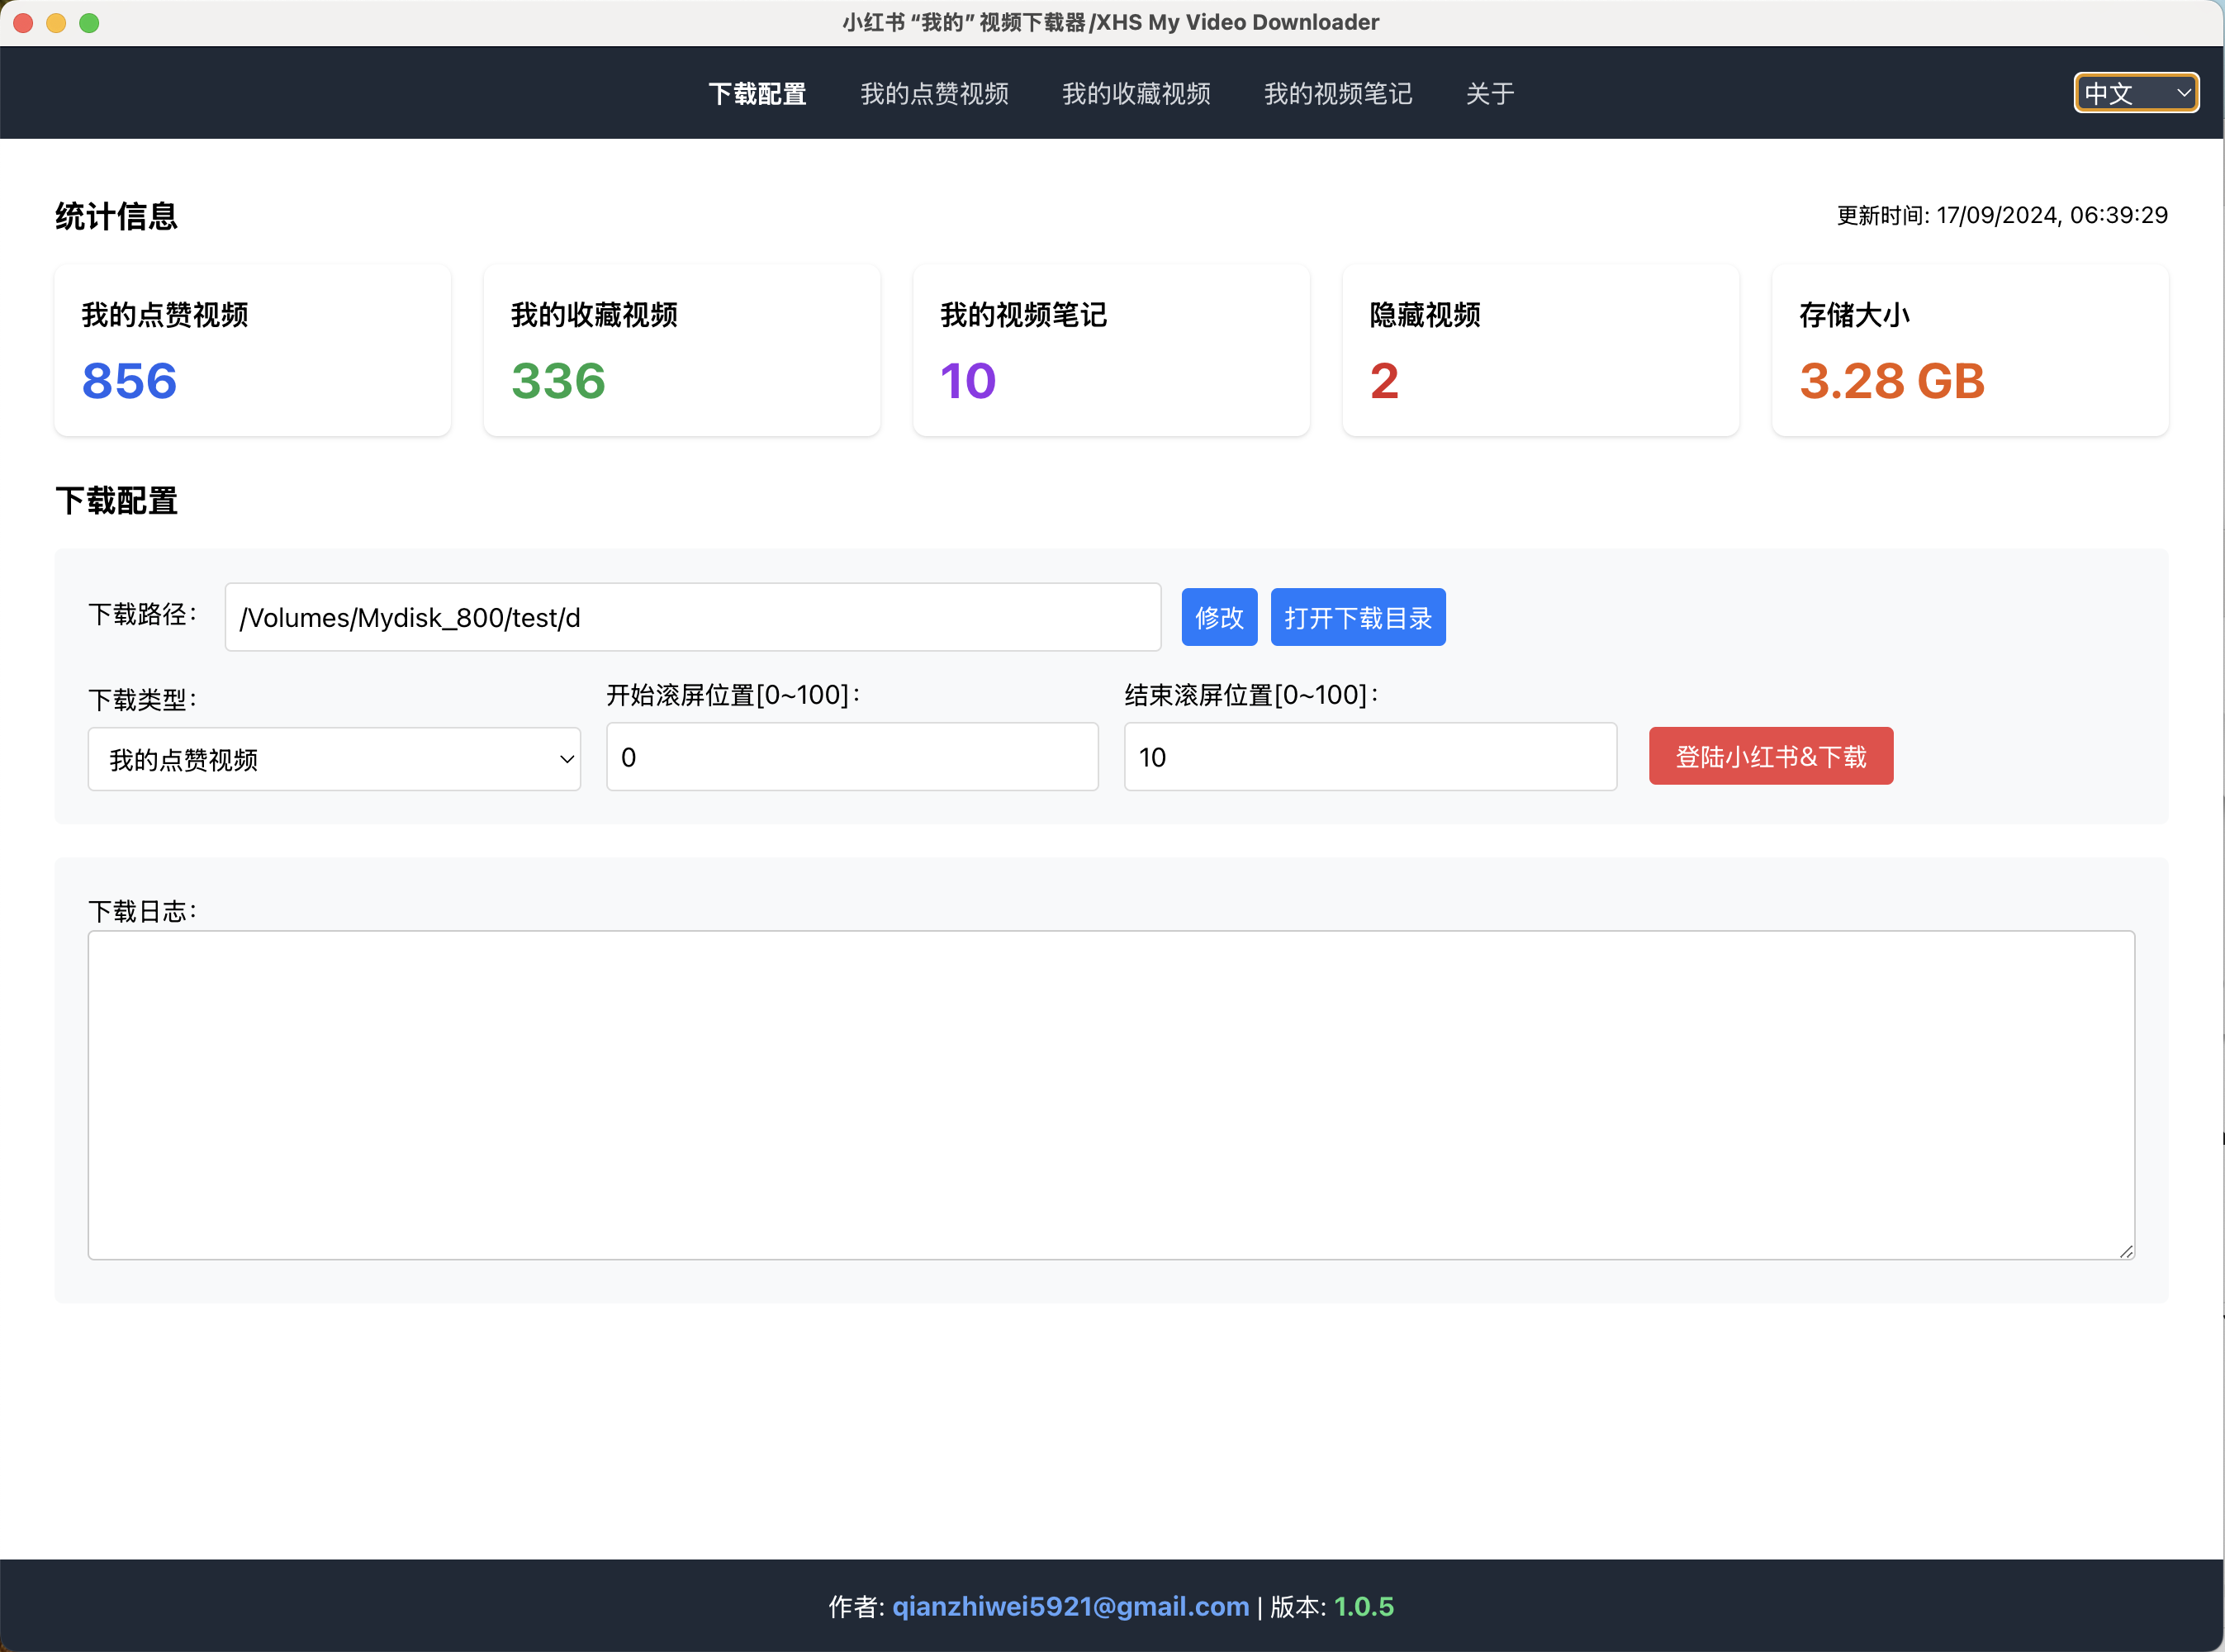 小红书 “我的” 视频下载器/XHS My Video Downloader
下载配置 我的点赞视频 我的收藏视频 我的视频笔记 关于 中文
统计信息 更新时间: 17/09/2024, 06:39:29
我的点赞视频 我的收藏视频 我的视频笔记 隐藏视频 存储大小
856 336 10 2 3.28 GB
下载配置
下载路径: /Volumes/Mydisk_800/test/d 修改 打开下载目录
下载类型: 开始滚屏位置[0~100]: 结束滚屏位置[0~100]:
我的点赞视频 0 10 登陆小红书&下载
下载日志:
作者: qianzhiwei5921@gmail.com | 版本: 1.0.5